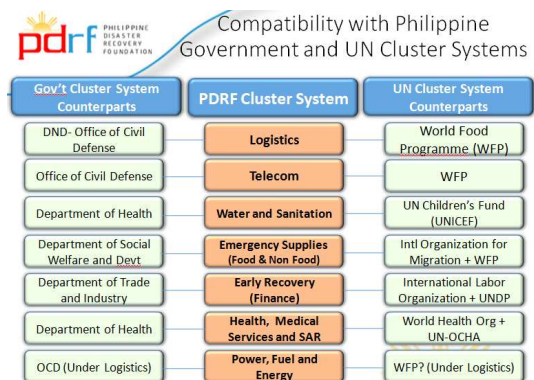 pdrf
PHILIPPINE
DISASTER
RECOVERY
FOUNDATION
Compatibility with Philippine
Government and UN Cluster Systems
Gov't Cluster System
Counterparts
PDRF Cluster System
UN Cluster System
Counterparts
DND- Office of Civil
Defense
Logistics
World Food
Programme (WFP)
Office of Civil Defense
Telecom
WFP
Department of Health
Water and Sanitation
UN Children's Fund
(UNICEF)
Department of Social
Welfare and Devt
Emergency Supplies
(Food & Non Food)
Intl Organization for
Migration + WFP
Department of Trade
and Industry
Early Recovery
(Finance)
International Labor
Organization + UNDP
Department of Health
Health, Medical
Services and SAR
World Health Org +
UN-OCHA
OCD (Under Logistics)
Power, Fuel and
Energy
WFP? (Under Logistics)